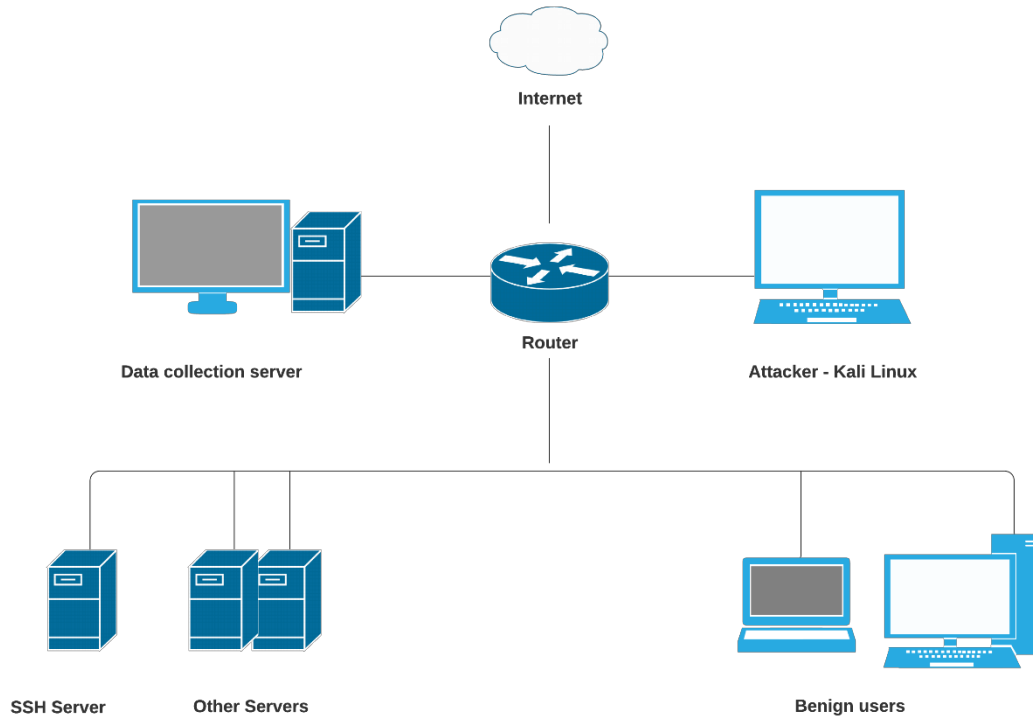 Internet
Data collection server
Router
Attacker - Kali Linux
SSH Server
Other Servers
Benign users